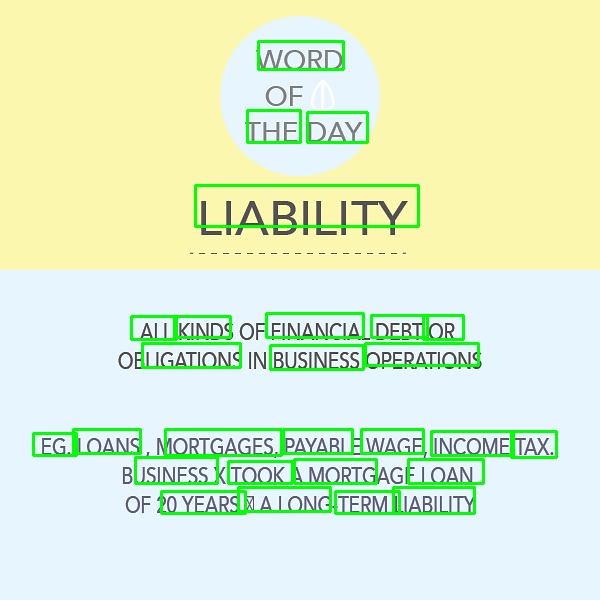 WORD
OF
THE DAY
LIABILITY
ALL KINDS OF FINANCIAL DEBT OR
OBLIGATIONS IN BUSINESS OPERATIONS
EG. LOANS , MORTGAGES, PAYABLE WAGE, INCOME TAX.
BUSINESS X TOOK A MORTGAGE LOAN
OF 20 YEARS A LONG-TERM LIABILITY